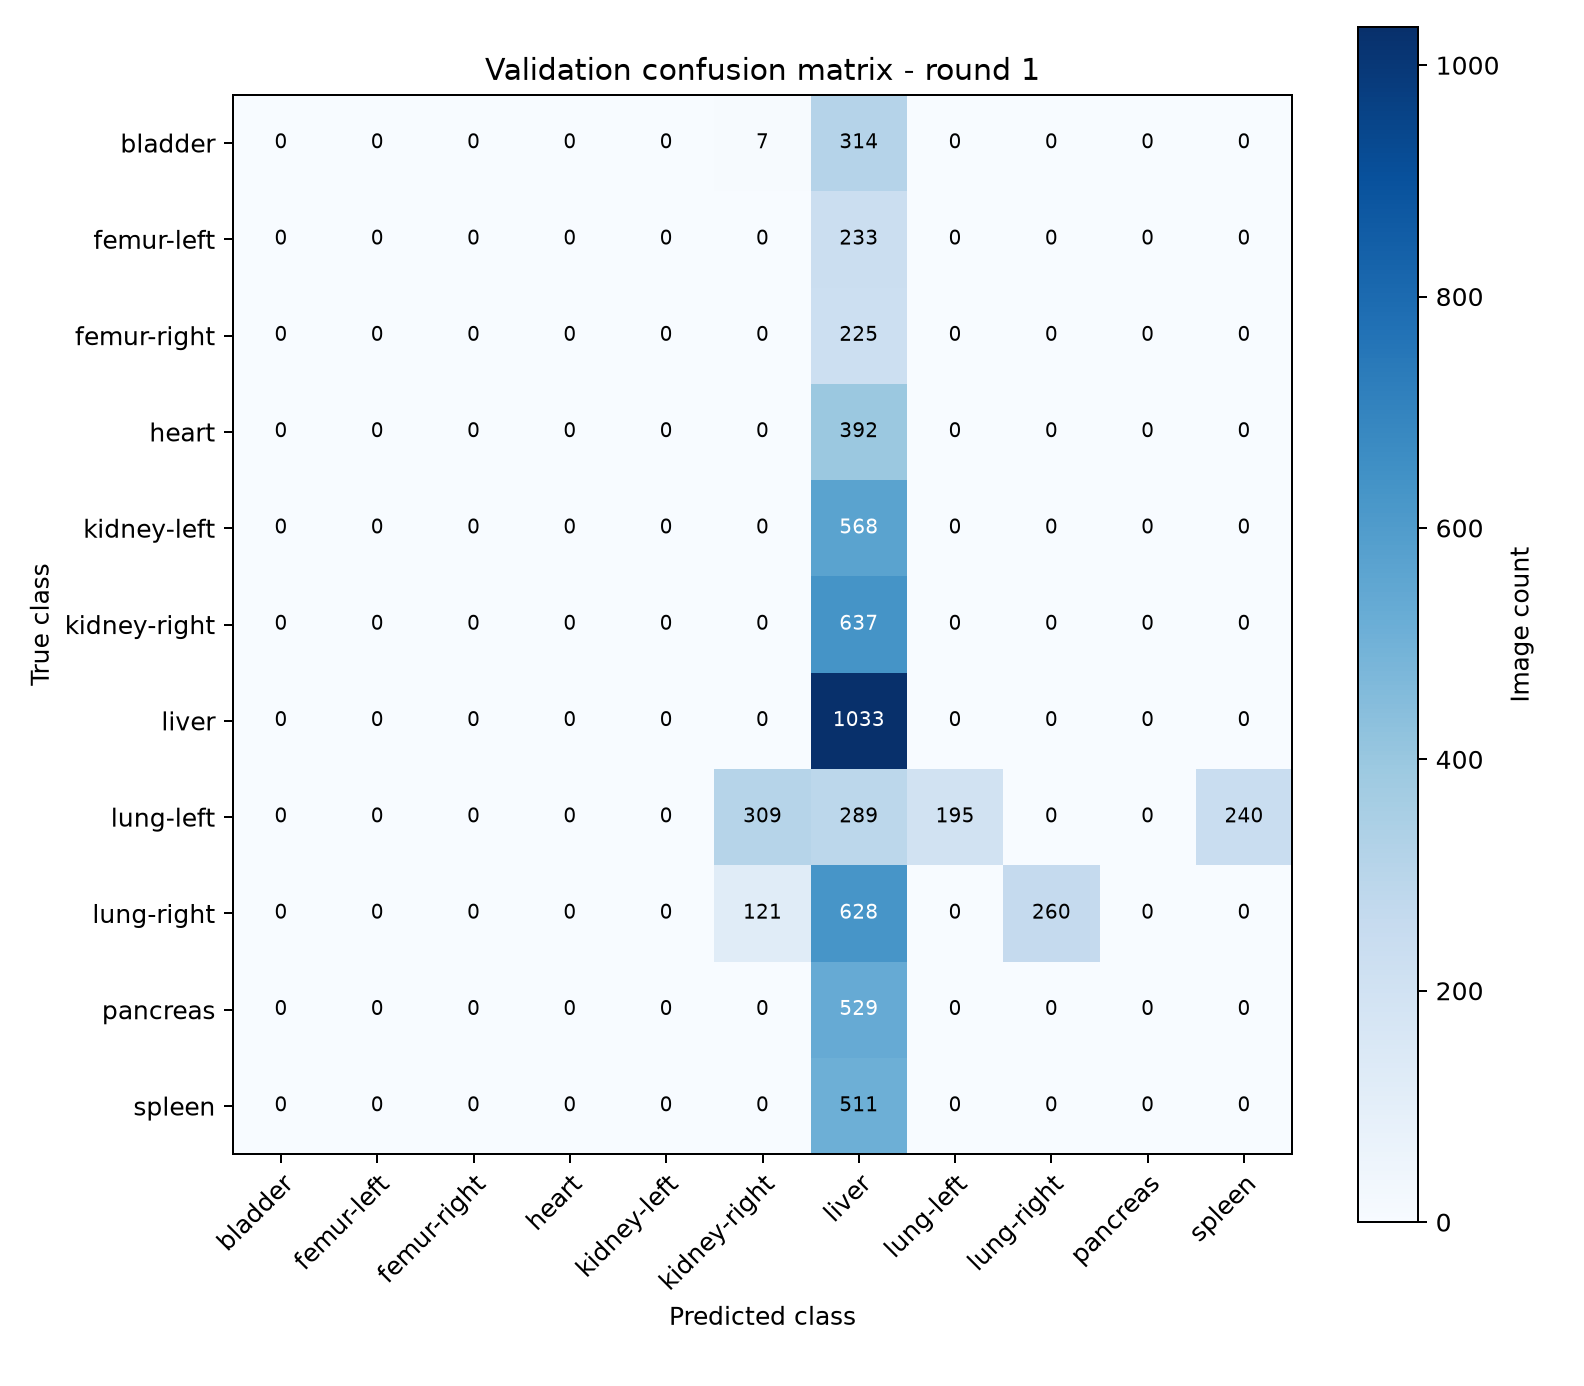 Validation confusion matrix - round 1
True class
bladder 0 0 0 0 0 7 314 0 0 0 0
femur-left 0 0 0 0 0 0 233 0 0 0 0
femur-right 0 0 0 0 0 0 225 0 0 0 0
heart 0 0 0 0 0 0 392 0 0 0 0
kidney-left 0 0 0 0 0 0 568 0 0 0 0
kidney-right 0 0 0 0 0 0 637 0 0 0 0
liver 0 0 0 0 0 0 1033 0 0 0 0
lung-left 0 0 0 0 0 309 289 195 0 0 240
lung-right 0 0 0 0 0 121 628 0 260 0 0
pancreas 0 0 0 0 0 0 529 0 0 0 0
spleen 0 0 0 0 0 0 511 0 0 0 0
bladder femur-left femur-right heart kidney-left kidney-right liver lung-left lung-right pancreas spleen
Predicted class
1000
800
600
400
200
0
Image count